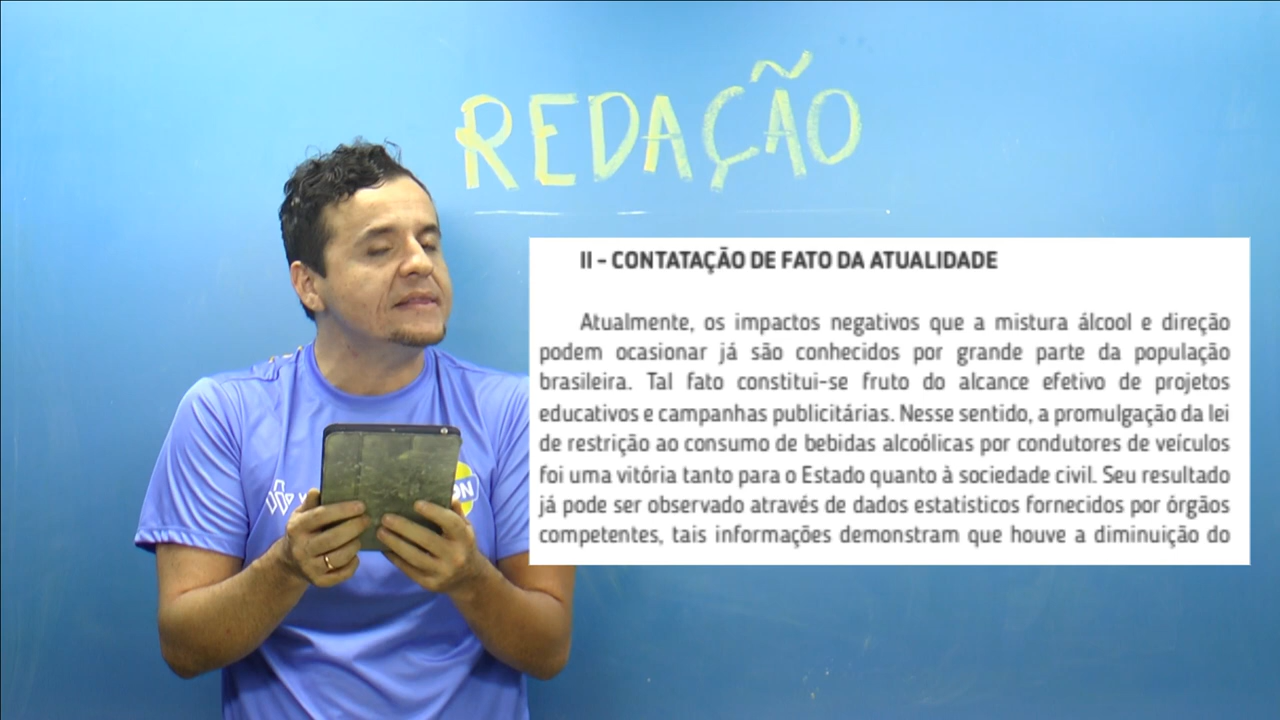 REDAÇÃO
II - CONTATAÇÃO DE FATO DA ATUALIDADE
Atualmente, os impactos negativos que a mistura álcool e direção
podem ocasionar já são conhecidos por grande parte da população
brasileira. Tal fato constitui-se fruto do alcance efetivo de projetos
educativos e campanhas publicitárias. Nesse sentido, a promulgação da lei
de restrição ao consumo de bebidas alcoólicas por condutores de veículos
foi uma vitória tanto para o Estado quanto à sociedade civil. Seu resultado
já pode ser observado através de dados estatísticos fornecidos por órgãos
competentes, tais informações demonstram que houve a diminuição do